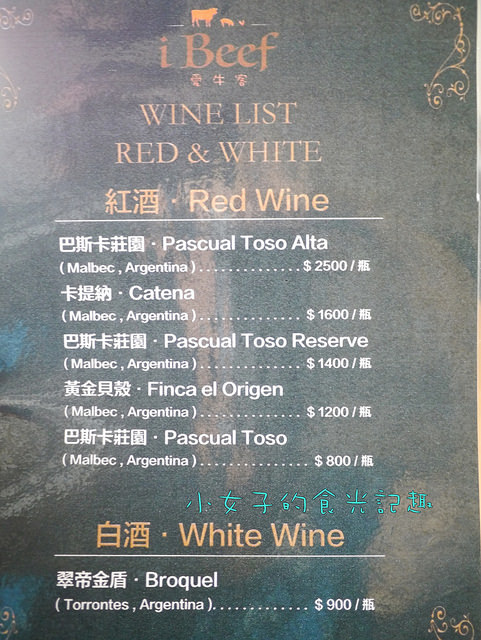 i Beef
愛牛客
WINE LIST
RED & WHITE
紅酒・Red Wine
巴斯卡莊園・Pascual Toso Alta
( Malbec , Argentina ) . . . . . . . . . . . . . . $ 2500 / 瓶
卡提納・Catena
( Malbec , Argentina ) . . . . . . . . . . . . . . $ 1600 / 瓶
巴斯卡莊園・Pascual Toso Reserve
( Malbec , Argentina ) . . . . . . . . . . . . . . $ 1400 / 瓶
黃金貝殼・Finca el Origen
( Malbec , Argentina ) . . . . . . . . . . . . . . $ 1200 / 瓶
巴斯卡莊園・Pascual Toso
( Malbec , Argentina ) . . . . . . . . . . . . . . . $ 800 / 瓶
小女子的食光記趣
白酒・White Wine
翠帝金盾・Broquel
( Torrontes , Argentina ). . . . . . . . . . . . . $ 900 / 瓶